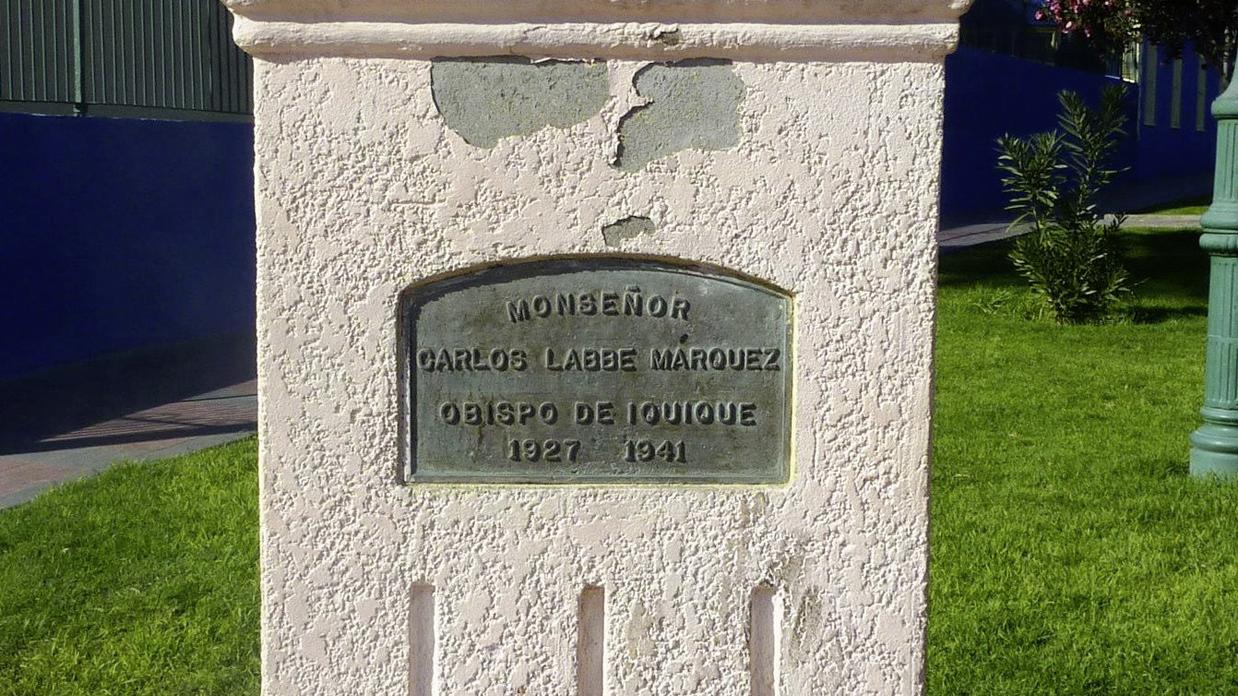 MONSEÑOR
CARLOS LABBE MÁRQUEZ
OBISPO DE IQUIQUE
1927 1941